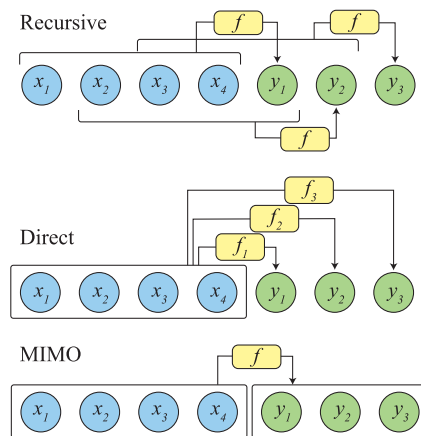 Recursive
f f
x1 x2 x3 x4 y1 y2 y3
f
f3
f2
Direct
f1
x1 x2 x3 x4 y1 y2 y3
MIMO
f
x1 x2 x3 x4 y1 y2 y3